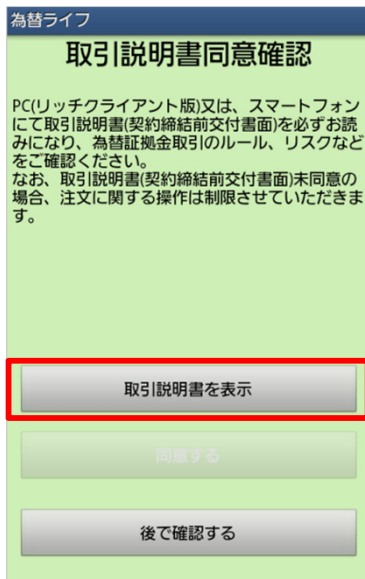 為替ライフ
取引説明書同意確認
PC(リッチクライアント版)又は、スマートフォン
にて取引説明書(契約締結前交付書面)を必ずお読
みになり、為替証拠金取引のルール、リスクなど
をご確認ください。
なお、取引説明書(契約締結前交付書面)未同意の
場合、注文に関する操作は制限させていただきま
す。
取引説明書を表示
同意する
後で確認する